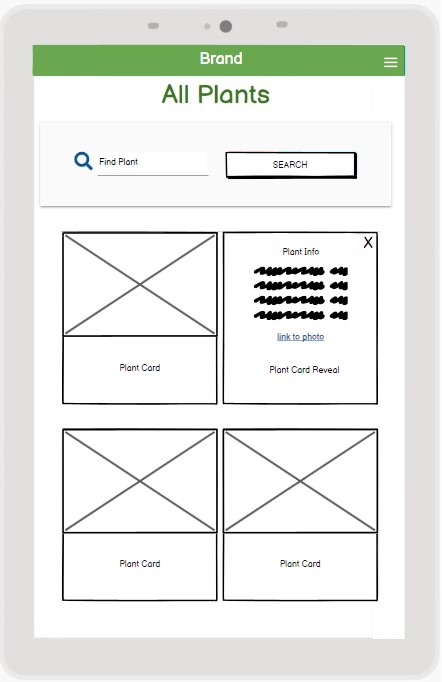 Brand
All Plants
Find Plant
SEARCH
Plant Card
X
Plant Info
link to photo
Plant Card Reveal
Plant Card
Plant Card